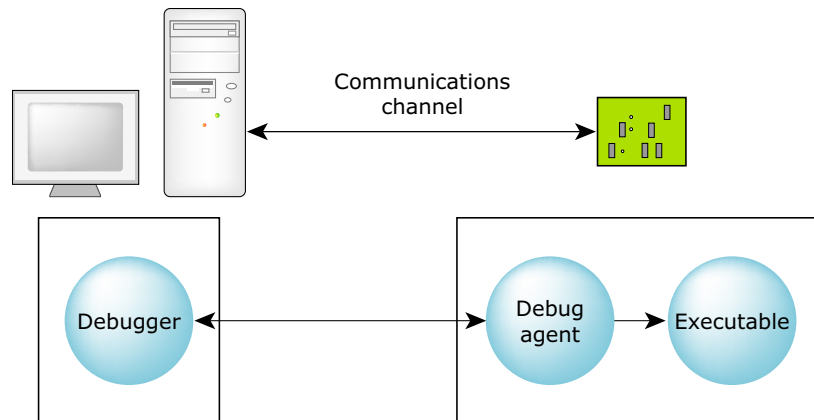 Communications
channel
Debugger
Debug
agent
Executable